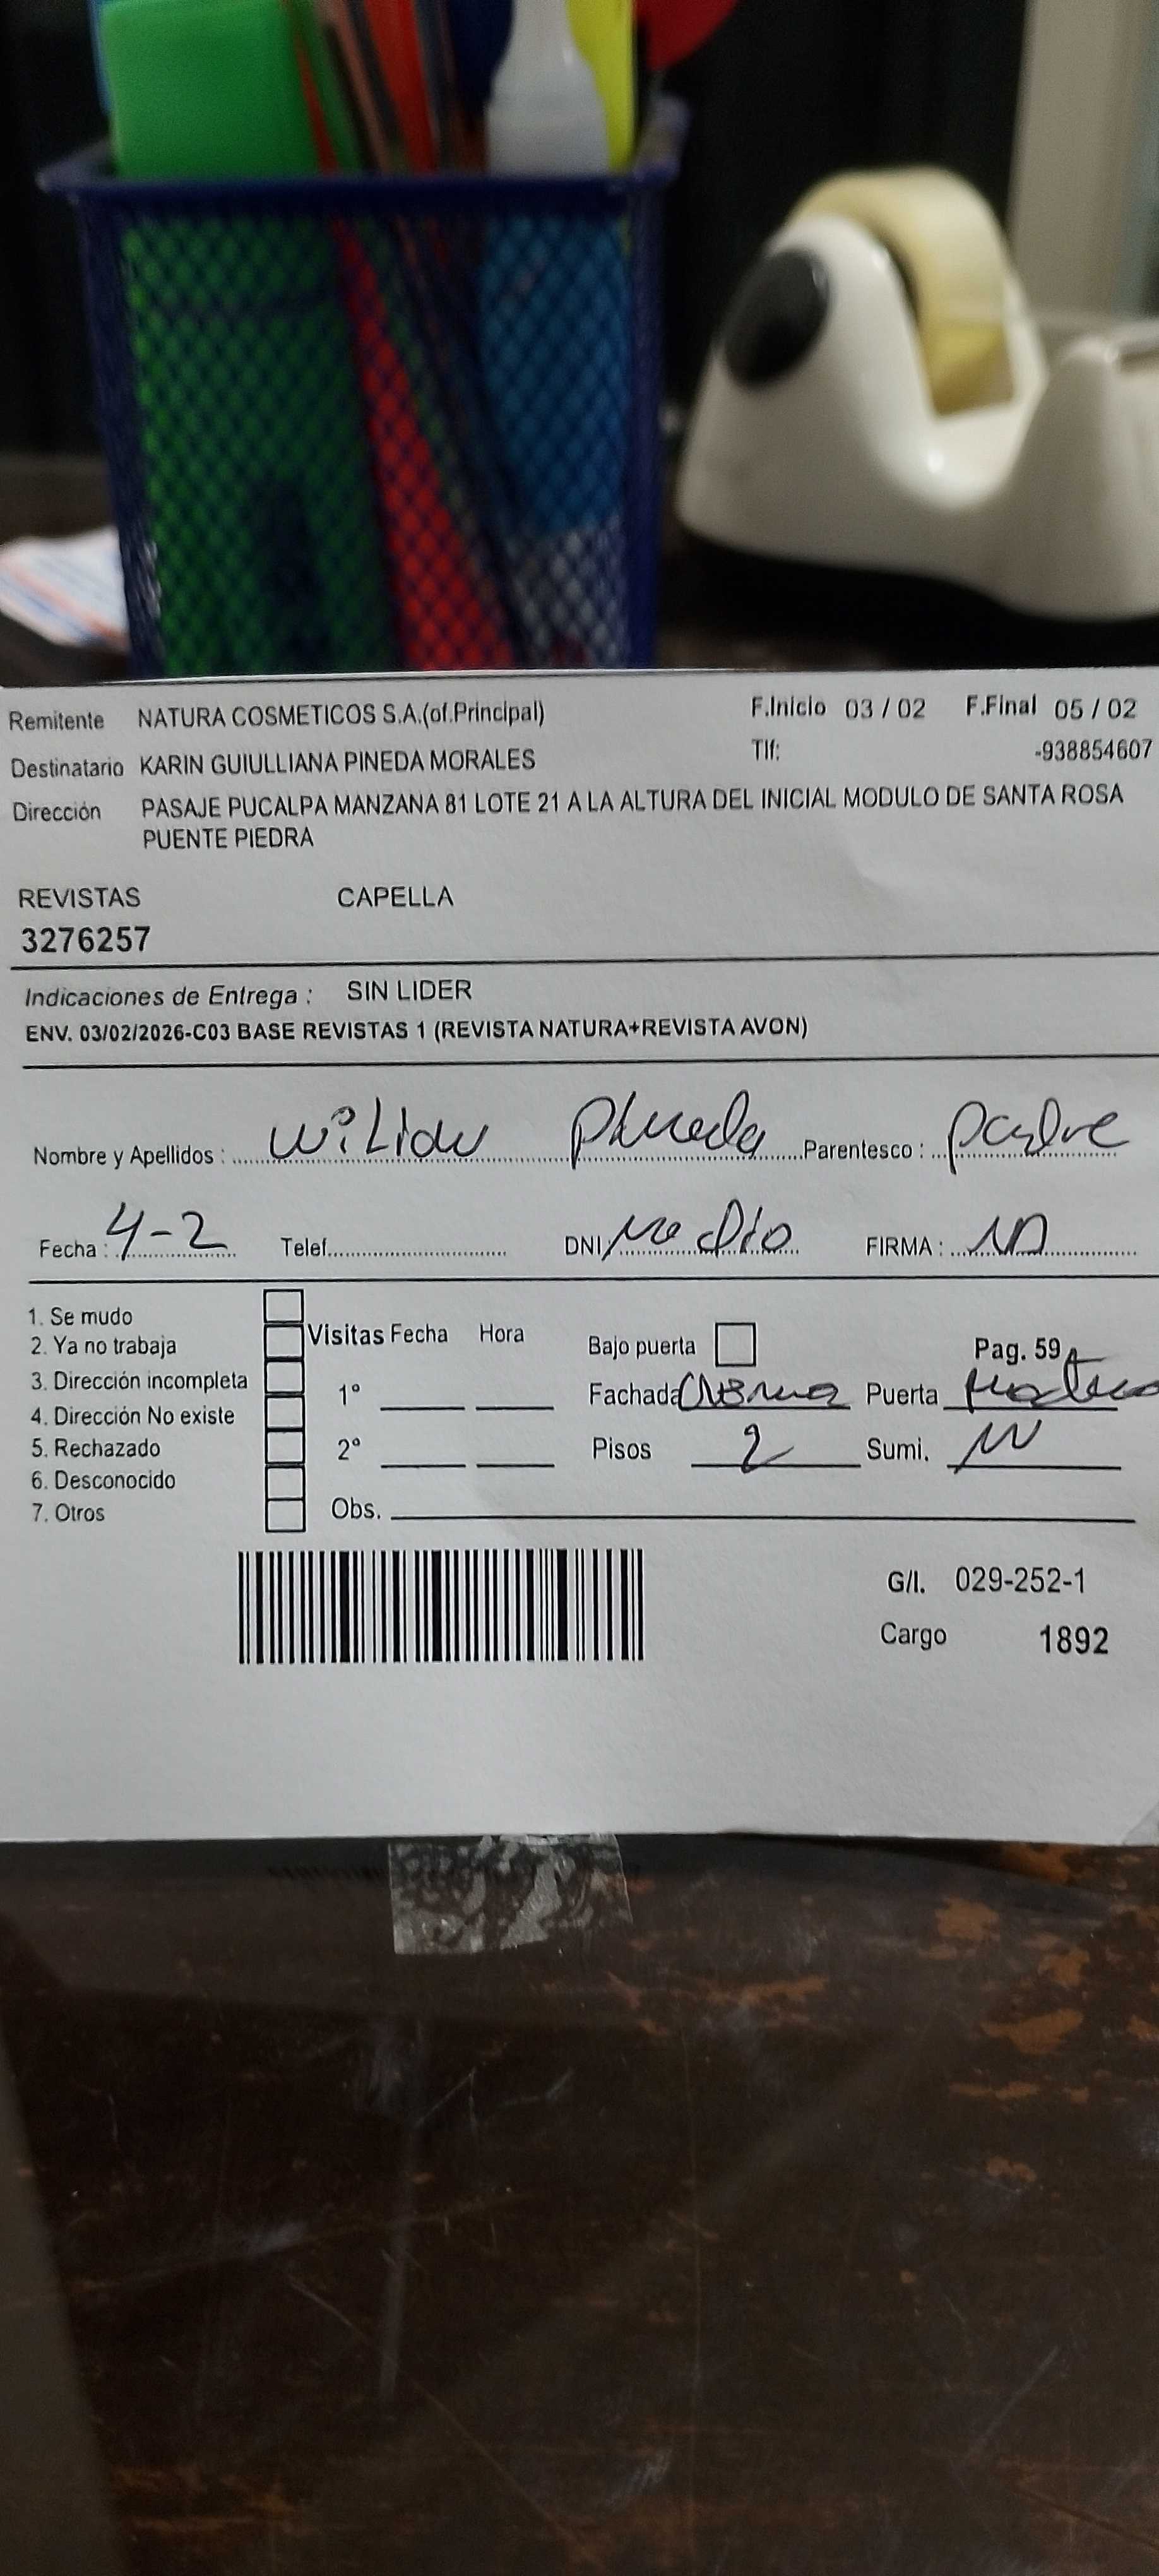 Remitente NATURA COSMETICOS S.A.(of.Principal) F.Inicio 03 / 02 F.Final 05 / 02
Destinatario KARIN GUIULLIANA PINEDA MORALES Tlf: -938854607
Dirección PASAJE PUCALPA MANZANA 81 LOTE 21 A LA ALTURA DEL INICIAL MODULO DE SANTA ROSA
PUENTE PIEDRA
REVISTAS CAPELLA
3276257
Indicaciones de Entrega : SIN LIDER
ENV. 03/02/2026-C03 BASE REVISTAS 1 (REVISTA NATURA+REVISTA AVON)
Nombre y Apellidos : Parentesco : padre
Fecha : 4-2 Telef. DNI No Dio FIRMA :
1. Se mudo
2. Ya no trabaja Visitas Fecha Hora Bajo puerta Pag. 59
3. Dirección incompleta 1° Fachada Puerta
4. Dirección No existe
5. Rechazado 2° Pisos 2 Sumi.
6. Desconocido
7. Otros Obs.
G/I. 029-252-1
Cargo 1892